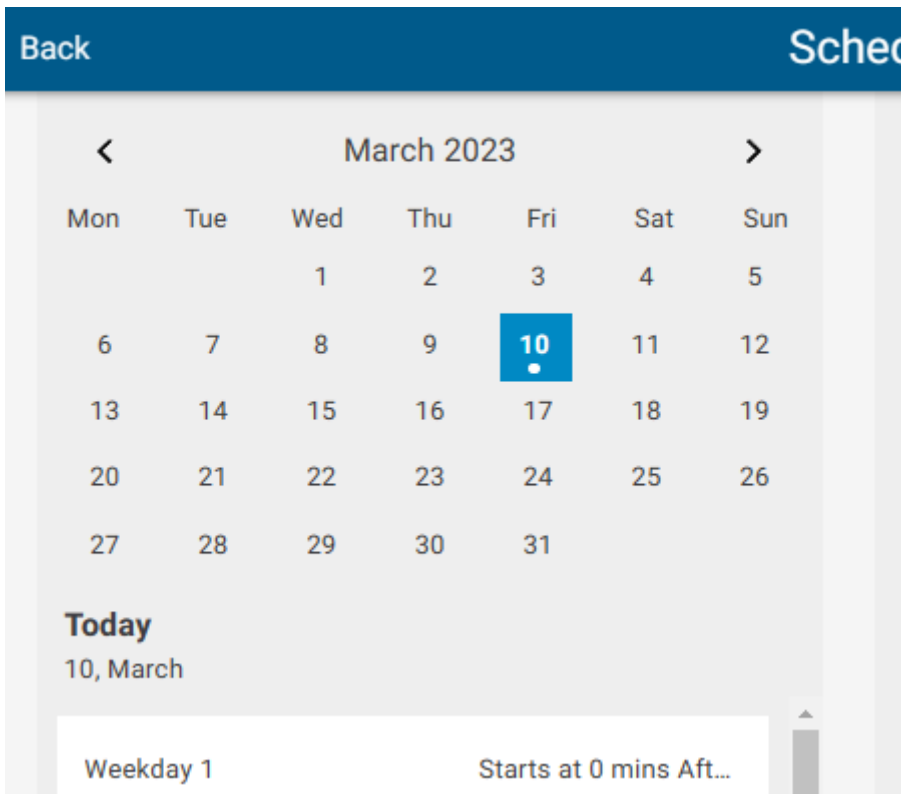 Back
March 2023
Mon Tue Wed Thu Fri Sat Sun
1 2 3 4 5
6 7 8 9 10 11 12
13 14 15 16 17 18 19
20 21 22 23 24 25 26
27 28 29 30 31
Today
10, March
Weekday 1 Starts at 0 mins Aft...